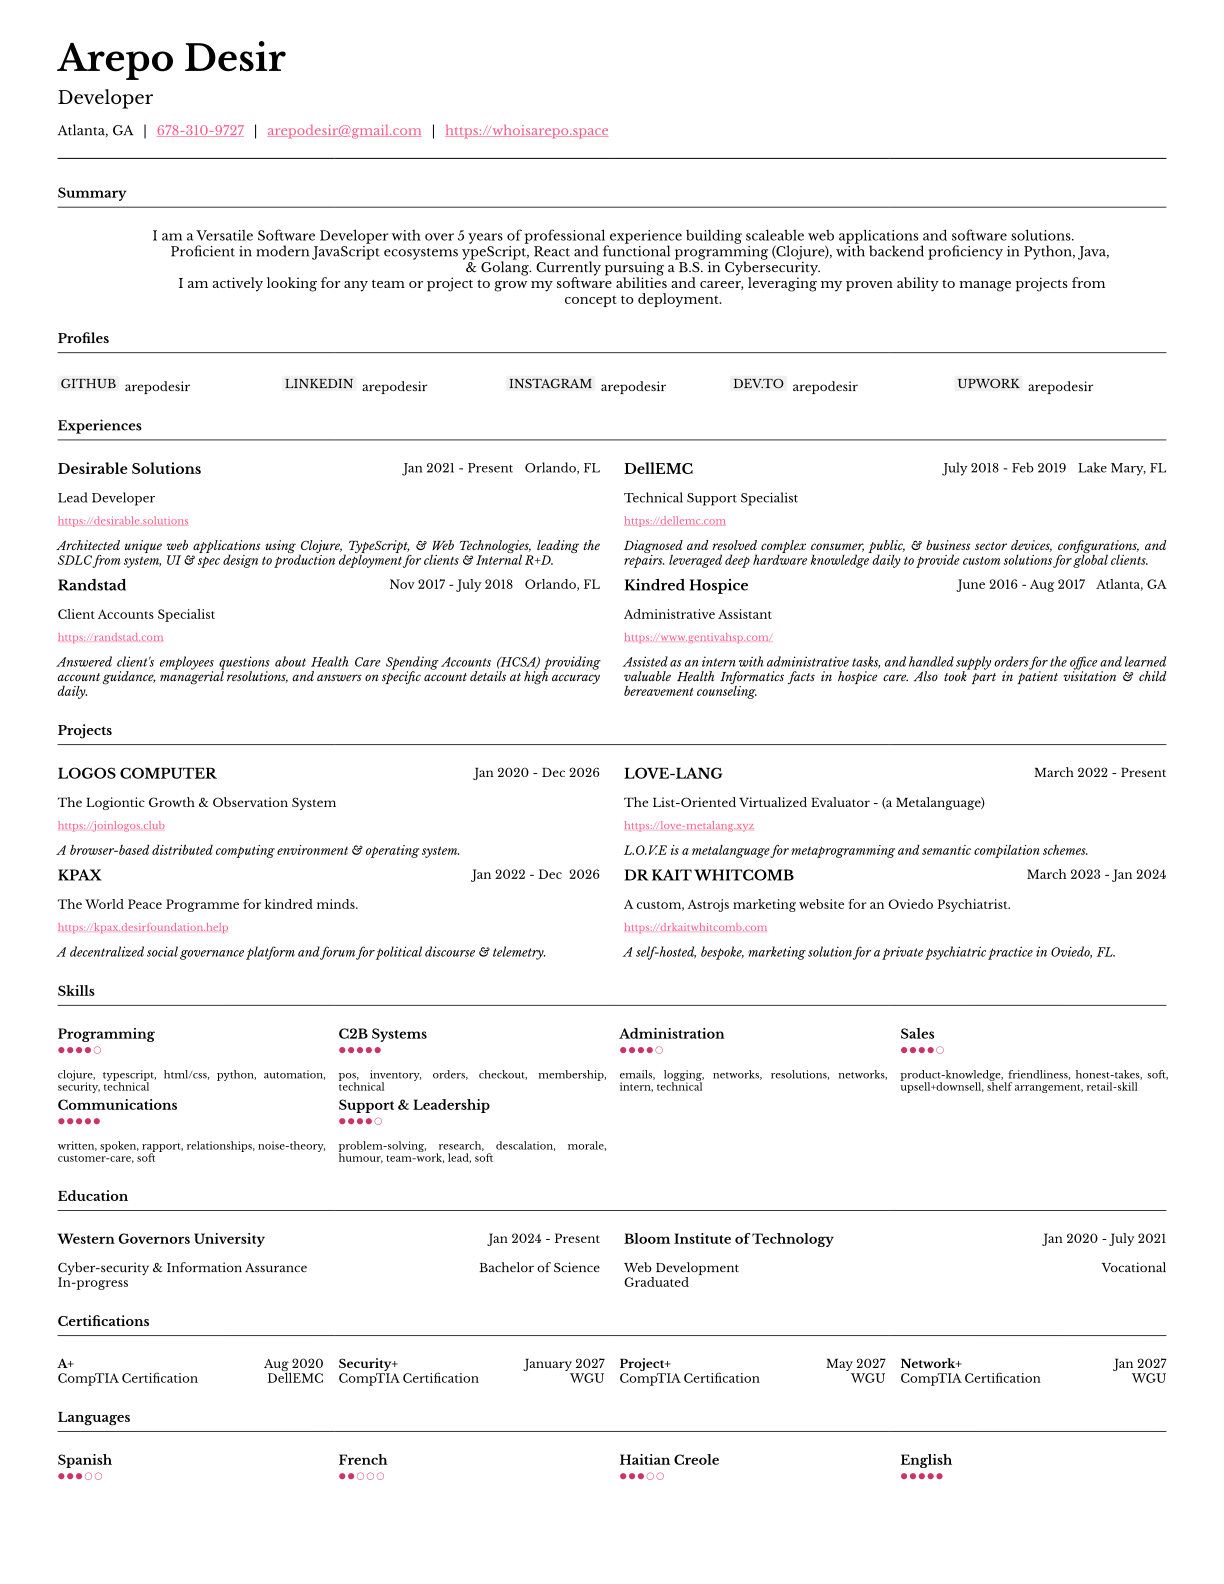 Arepo Desir
Developer
Atlanta, GA | 678-310-9727 | arepodesir@gmail.com | https://whoisarepo.space
Summary
I am a Versatile Software Developer with over 5 years of professional experience building scaleable web applications and software solutions.
Proficient in modern JavaScript ecosystems ypeScript, React and functional programming (Clojure), with backend proficiency in Python, Java,
& Golang. Currently pursuing a B.S. in Cybersecurity.
I am actively looking for any team or project to grow my software abilities and career, leveraging my proven ability to manage projects from
concept to deployment.
Profiles
GITHUB arepodesir LINKEDIN arepodesir INSTAGRAM arepodesir DEV.TO arepodesir UPWORK arepodesir
Experiences
Desirable Solutions Jan 2021 - Present Orlando, FL
Lead Developer
https://desirable.solutions
Architected unique web applications using Clojure, TypeScript, & Web Technologies, leading the
SDLC from system, UI & spec design to production deployment for clients & Internal R+D.
DellEMC July 2018 - Feb 2019 Lake Mary, FL
Technical Support Specialist
https://dellemc.com
Diagnosed and resolved complex consumer, public, & business sector devices, configurations, and
repairs. leveraged deep hardware knowledge daily to provide custom solutions for global clients.
Randstad Nov 2017 - July 2018 Orlando, FL
Client Accounts Specialist
https://randstad.com
Answered client's employees questions about Health Care Spending Accounts (HCSA) providing
account guidance, managerial resolutions, and answers on specific account details at high accuracy
daily.
Kindred Hospice June 2016 - Aug 2017 Atlanta, GA
Administrative Assistant
https://www.gentivahsp.com/
Assisted as an intern with administrative tasks, and handled supply orders for the office and learned
valuable Health Informatics facts in hospice care. Also took part in patient visitation & child
bereavement counseling.
Projects
LOGOS COMPUTER Jan 2020 - Dec 2026
The Logiontic Growth & Observation System
https://joinlogos.club
A browser-based distributed computing environment & operating system.
LOVE-LANG March 2022 - Present
The List-Oriented Virtualized Evaluator - (a Metalanguage)
https://love-metalang.xyz
L.O.V.E is a metalanguage for metaprogramming and semantic compilation schemes.
KPAX Jan 2022 - Dec 2026
The World Peace Programme for kindred minds.
https://kpax.desirfoundation.help
A decentralized social governance platform and forum for political discourse & telemetry.
DR KAIT WHITCOMB March 2023 - Jan 2024
A custom, Astrojs marketing website for an Oviedo Psychiatrist.
https://drkaitwhitcomb.com
A self-hosted, bespoke, marketing solution for a private psychiatric practice in Oviedo, FL.
Skills
Programming
clojure, typescript, html/css, python, automation,
security, technical
C2B Systems
pos, inventory, orders, checkout, membership,
technical
Administration
emails, logging, networks, resolutions, networks,
intern, technical
Sales
product-knowledge, friendliness, honest-takes, soft,
upsell+downsell, shelf arrangement, retail-skill
Communications
written, spoken, rapport, relationships, noise-theory,
customer-care, soft
Support & Leadership
problem-solving, research, descalation, morale,
humour, team-work, lead, soft
Education
Western Governors University Jan 2024 - Present
Cyber-security & Information Assurance Bachelor of Science
In-progress
Bloom Institute of Technology Jan 2020 - July 2021
Web Development Vocational
Graduated
Certifications
A+ Aug 2020
CompTIA Certification DellEMC
Security+ January 2027
CompTIA Certification WGU
Project+ May 2027
CompTIA Certification WGU
Network+ Jan 2027
CompTIA Certification WGU
Languages
Spanish
French
Haitian Creole
English